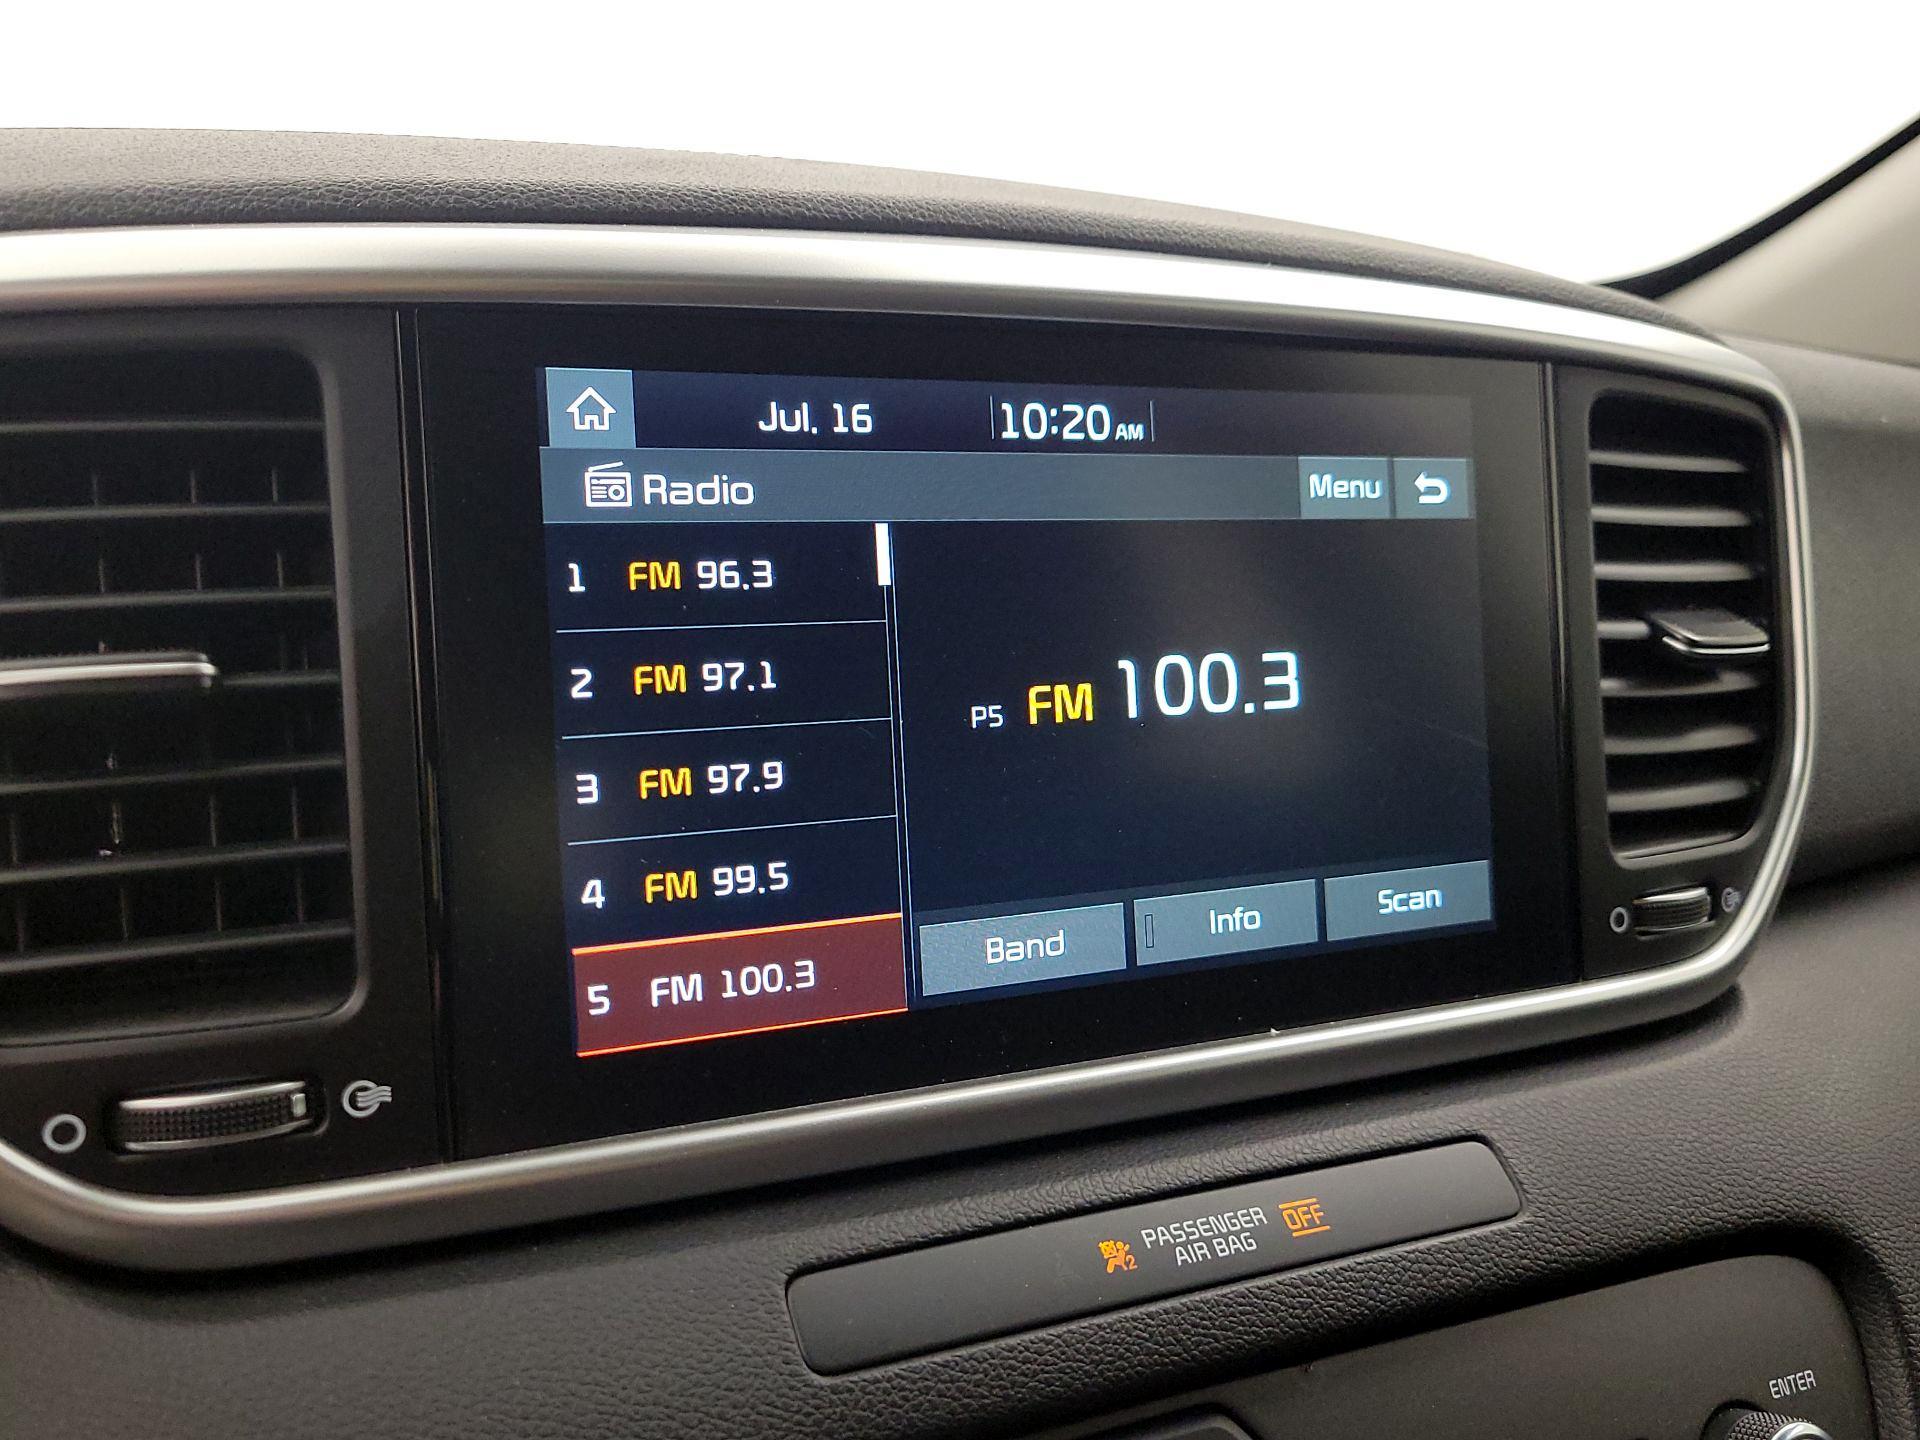 Jul. 16 10:20 AM
Radio Menu
1 FM 96.3
2 FM 97.1
3 FM 97.9
4 FM 99.5
5 FM 100.3
P5 FM 100.3
Band Info Scan
PASSENGER AIR BAG OFF
2
ENTER